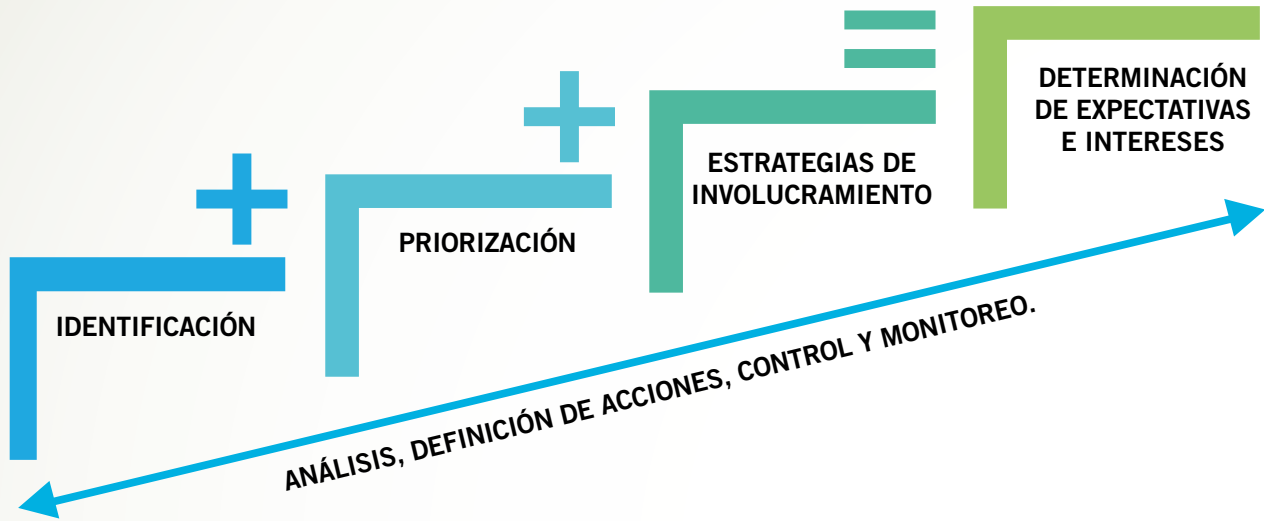 IDENTIFICACIÓN
PRIORIZACIÓN
ESTRATEGIAS DE
INVOLUCRAMIENTO
DETERMINACIÓN
DE EXPECTATIVAS
E INTERESES
ANÁLISIS, DEFINICIÓN DE ACCIONES, CONTROL Y MONITOREO.